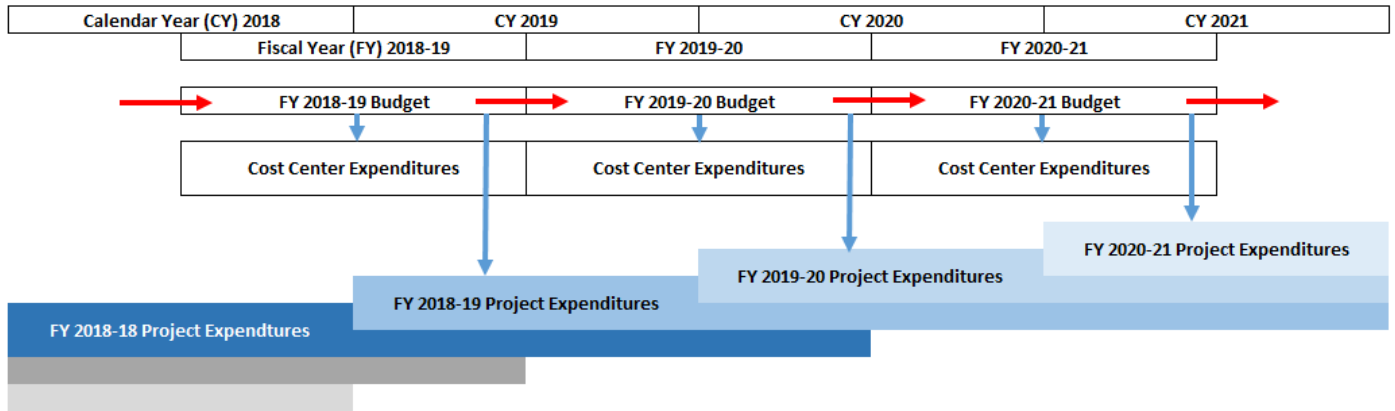 Calendar Year (CY) 2018
CY 2019
CY 2020
CY 2021
Fiscal Year (FY) 2018-19
FY 2019-20
FY 2020-21
FY 2018-19 Budget
FY 2019-20 Budget
FY 2020-21 Budget
Cost Center Expenditures
Cost Center Expenditures
Cost Center Expenditures
FY 2020-21 Project Expenditures
FY 2019-20 Project Expenditures
FY 2018-19 Project Expenditures
FY 2018-18 Project Expendtures